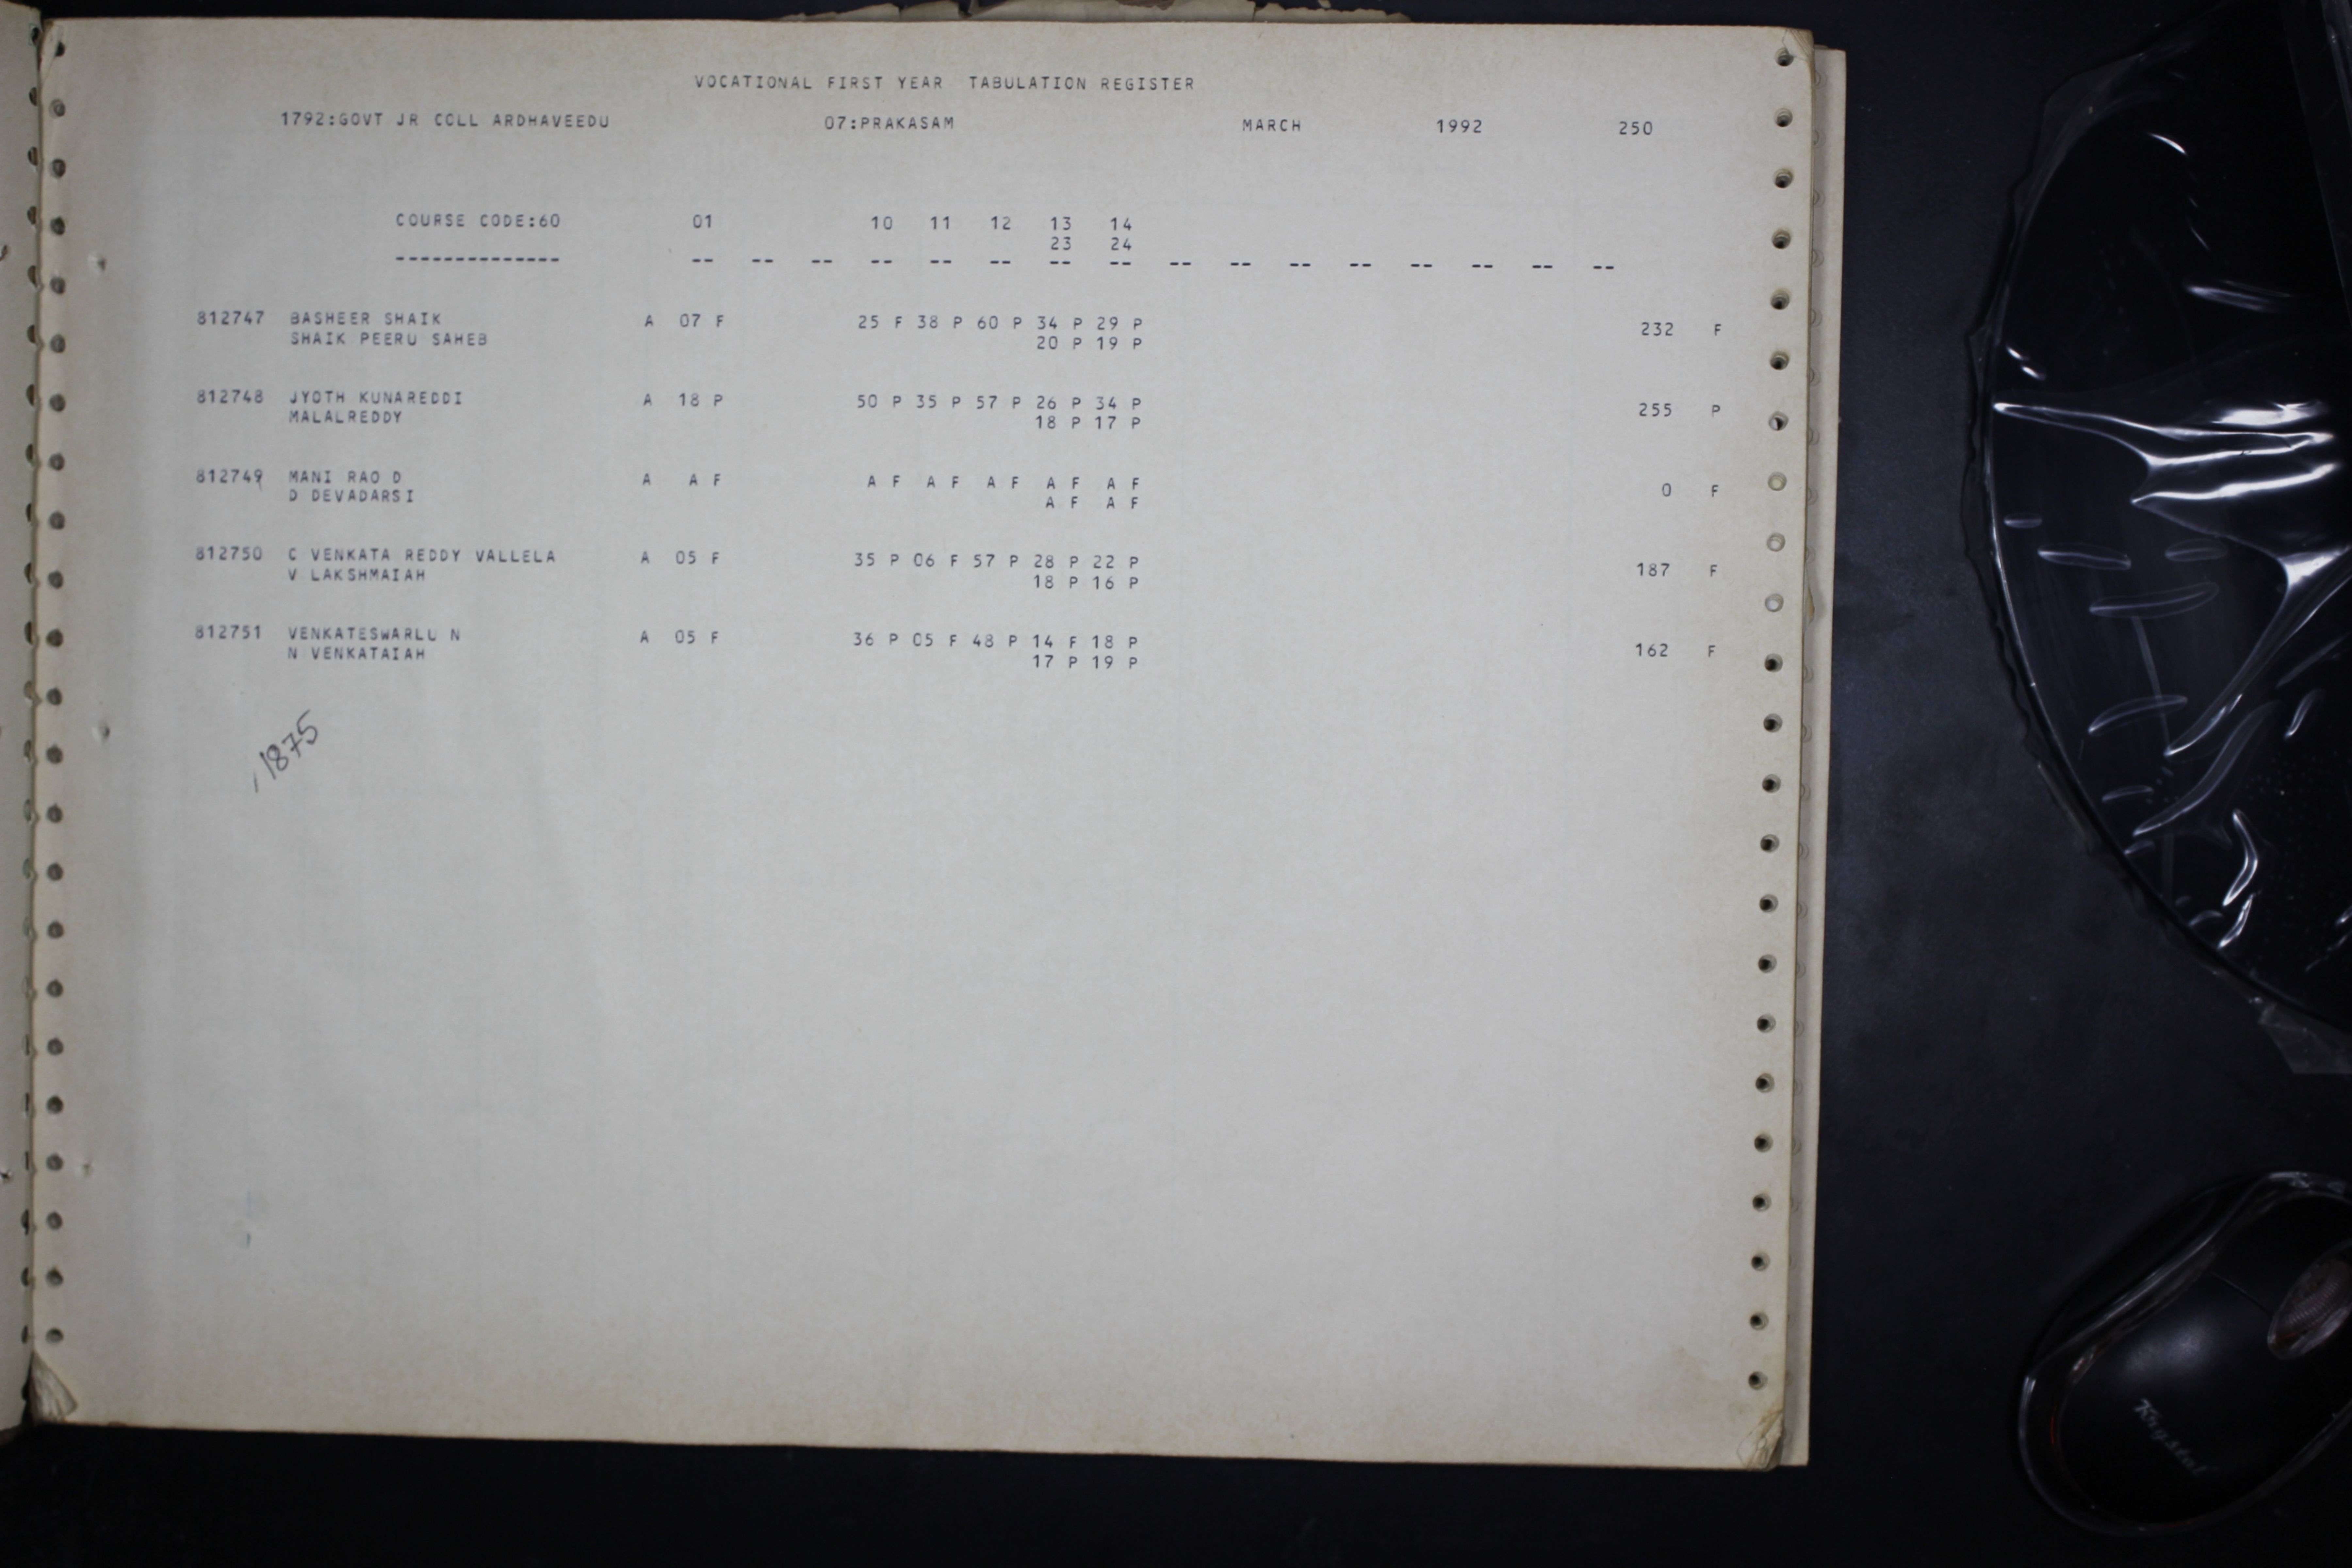 VOCATIONAL FIRST YEAR TABULATION REGISTER
1792:GOVT JR COLL ARDHAVEEDU 07:PRAKASAM MARCH 1992 250
COURSE CODE:60 01 10 11 12 13 14
23 24
-------------- -- -- -- -- -- -- -- -- -- -- -- -- -- -- -- --
812747 BASHEER SHAIK A 07 F 25 F 38 P 60 P 34 P 29 P 232 F
SHAIK PEERU SAHEB 20 P 19 P
812748 JYOTH KUNAREDDI A 18 P 50 P 35 P 57 P 26 P 34 P 255 P
MALALREDDY 18 P 17 P
812749 MANI RAO D A A F A F A F A F A F A F 0 F
D DEVADARSI A F A F
812750 C VENKATA REDDY VALLELA A 05 F 35 P 06 F 57 P 28 P 22 P 187 F
V LAKSHMAIAH 18 P 16 P
812751 VENKATESWARLU N A 05 F 36 P 05 F 48 P 14 F 18 P 162 F
N VENKATAIAH 17 P 19 P
1875